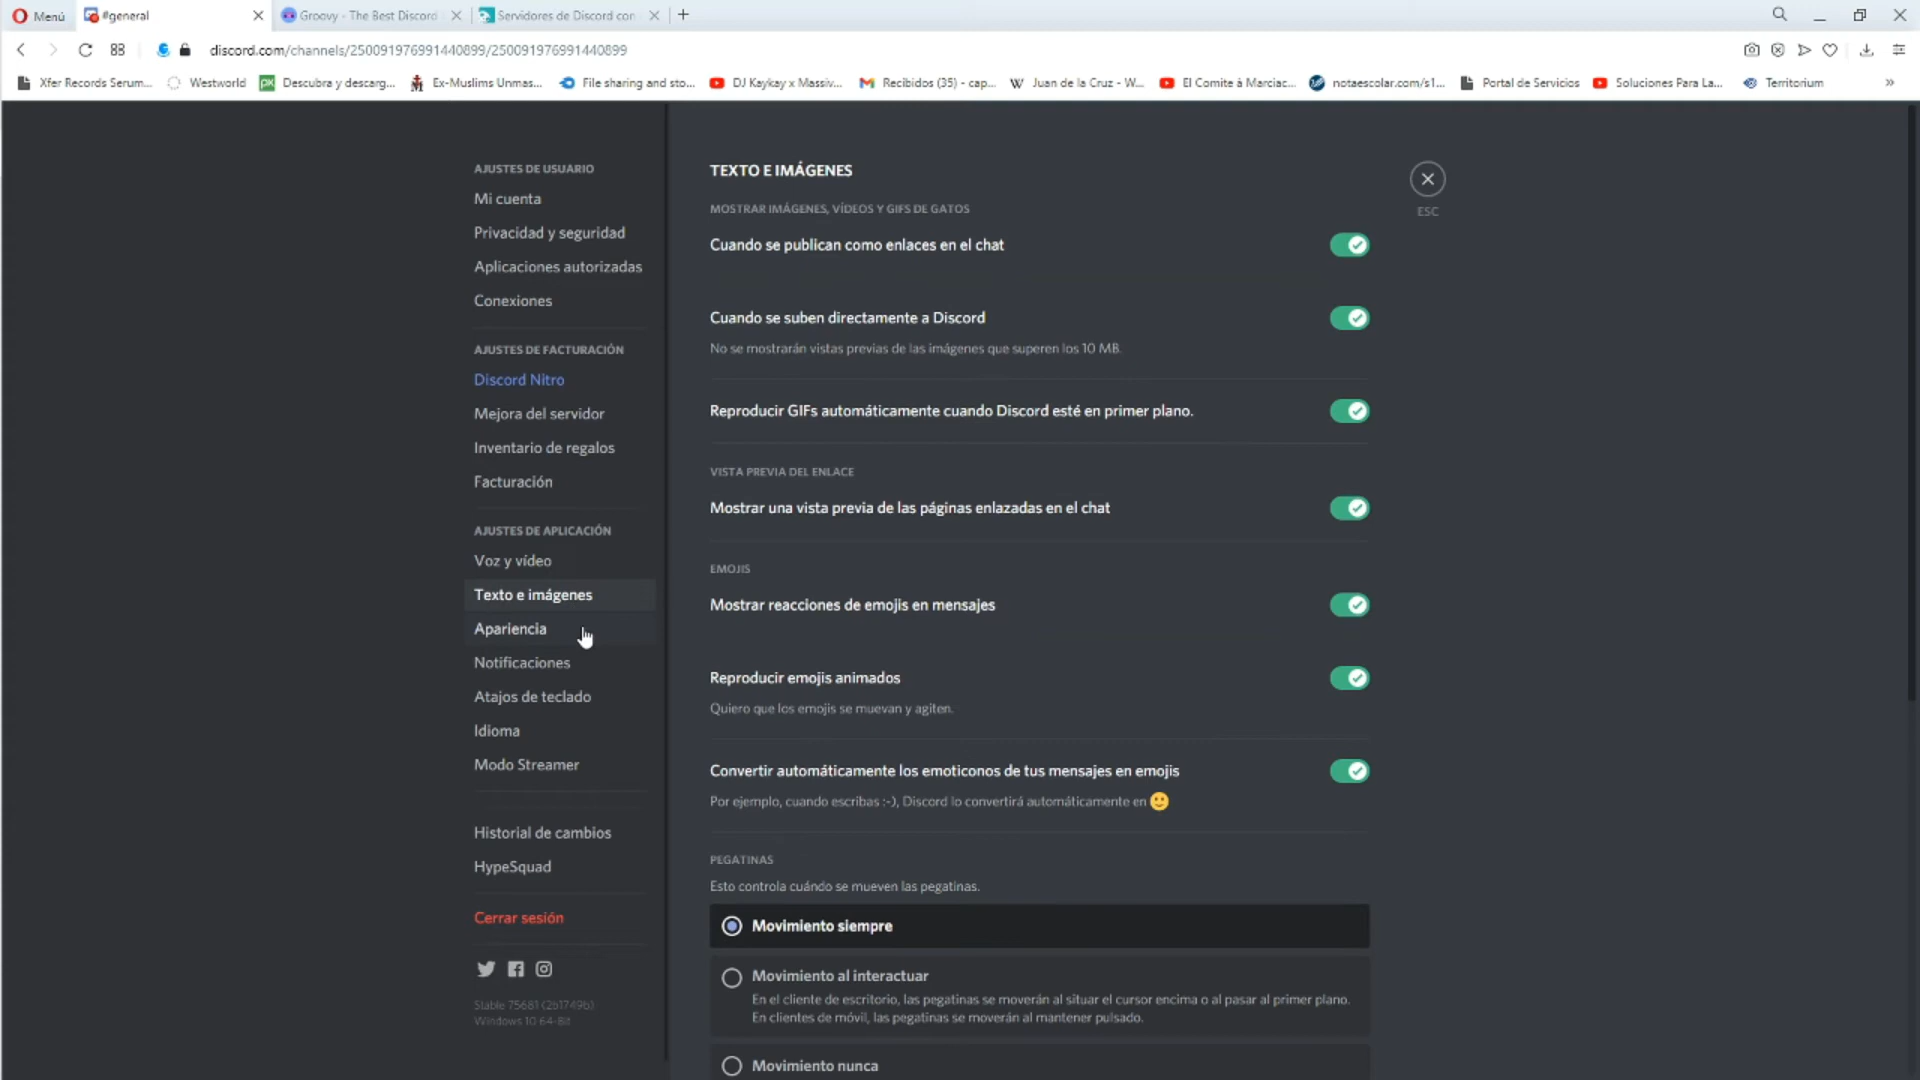 Menú
#general
Groovy - The Best Discord
Servidores de Discord con
discord.com/channels/250091976991440899/250091976991440899
Xfer Records Serum...
Westworld
Descubra y descarg...
Ex-Muslims Unmas...
File sharing and sto...
DJ Kaykay x Massiv...
Recibidos (35) - cap...
Juan de la Cruz - W...
El Comite à Marciac...
notaescolar.com/s1...
Portal de Servicios
Soluciones Para La...
Territorium
AJUSTES DE USUARIO
Mi cuenta
Privacidad y seguridad
Aplicaciones autorizadas
Conexiones
AJUSTES DE FACTURACIÓN
Discord Nitro
Mejora del servidor
Inventario de regalos
Facturación
AJUSTES DE APLICACIÓN
Voz y vídeo
Texto e imágenes
Apariencia
Notificaciones
Atajos de teclado
Idioma
Modo Streamer
Historial de cambios
HypeSquad
Cerrar sesión
Stable 75681 (2b1749b)
Windows 10 64-Bit
TEXTO E IMÁGENES
MOSTRAR IMÁGENES, VÍDEOS Y GIFS DE GATOS
Cuando se publican como enlaces en el chat
Cuando se suben directamente a Discord
No se mostrarán vistas previas de las imágenes que superen los 10 MB.
Reproducir GIFs automáticamente cuando Discord esté en primer plano.
VISTA PREVIA DEL ENLACE
Mostrar una vista previa de las páginas enlazadas en el chat
EMOJIS
Mostrar reacciones de emojis en mensajes
Reproducir emojis animados
Quiero que los emojis se muevan y agiten.
Convertir automáticamente los emoticonos de tus mensajes en emojis
Por ejemplo, cuando escribas :-), Discord lo convertirá automáticamente en 🙂
PEGATINAS
Esto controla cuándo se mueven las pegatinas.
Movimiento siempre
Movimiento al interactuar
En el cliente de escritorio, las pegatinas se moverán al situar el cursor encima o al pasar al primer plano.
En clientes de móvil, las pegatinas se moverán al mantener pulsado.
Movimiento nunca
ESC